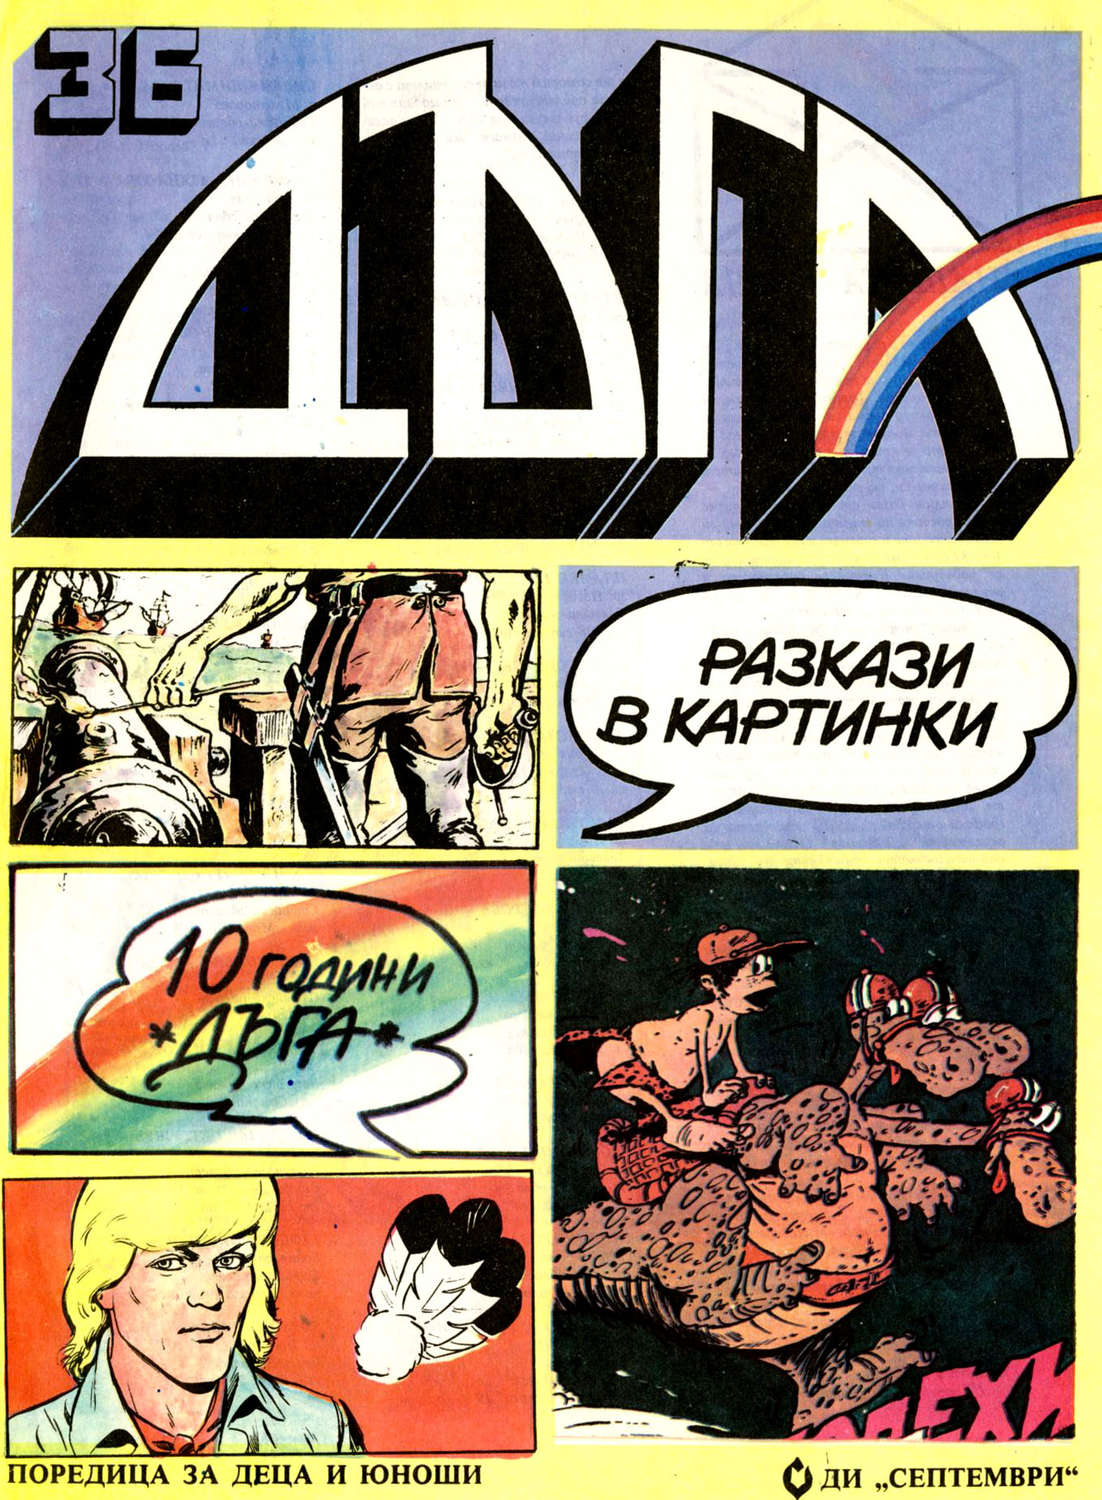 36
ДЪГА
РАЗКАЗИ
В КАРТИНКИ
10 ГОДИНИ
*ДЪГА*
ПОРЕДИЦА ЗА ДЕЦА И ЮНОШИ
ДИ „СЕПТЕМВРИ“